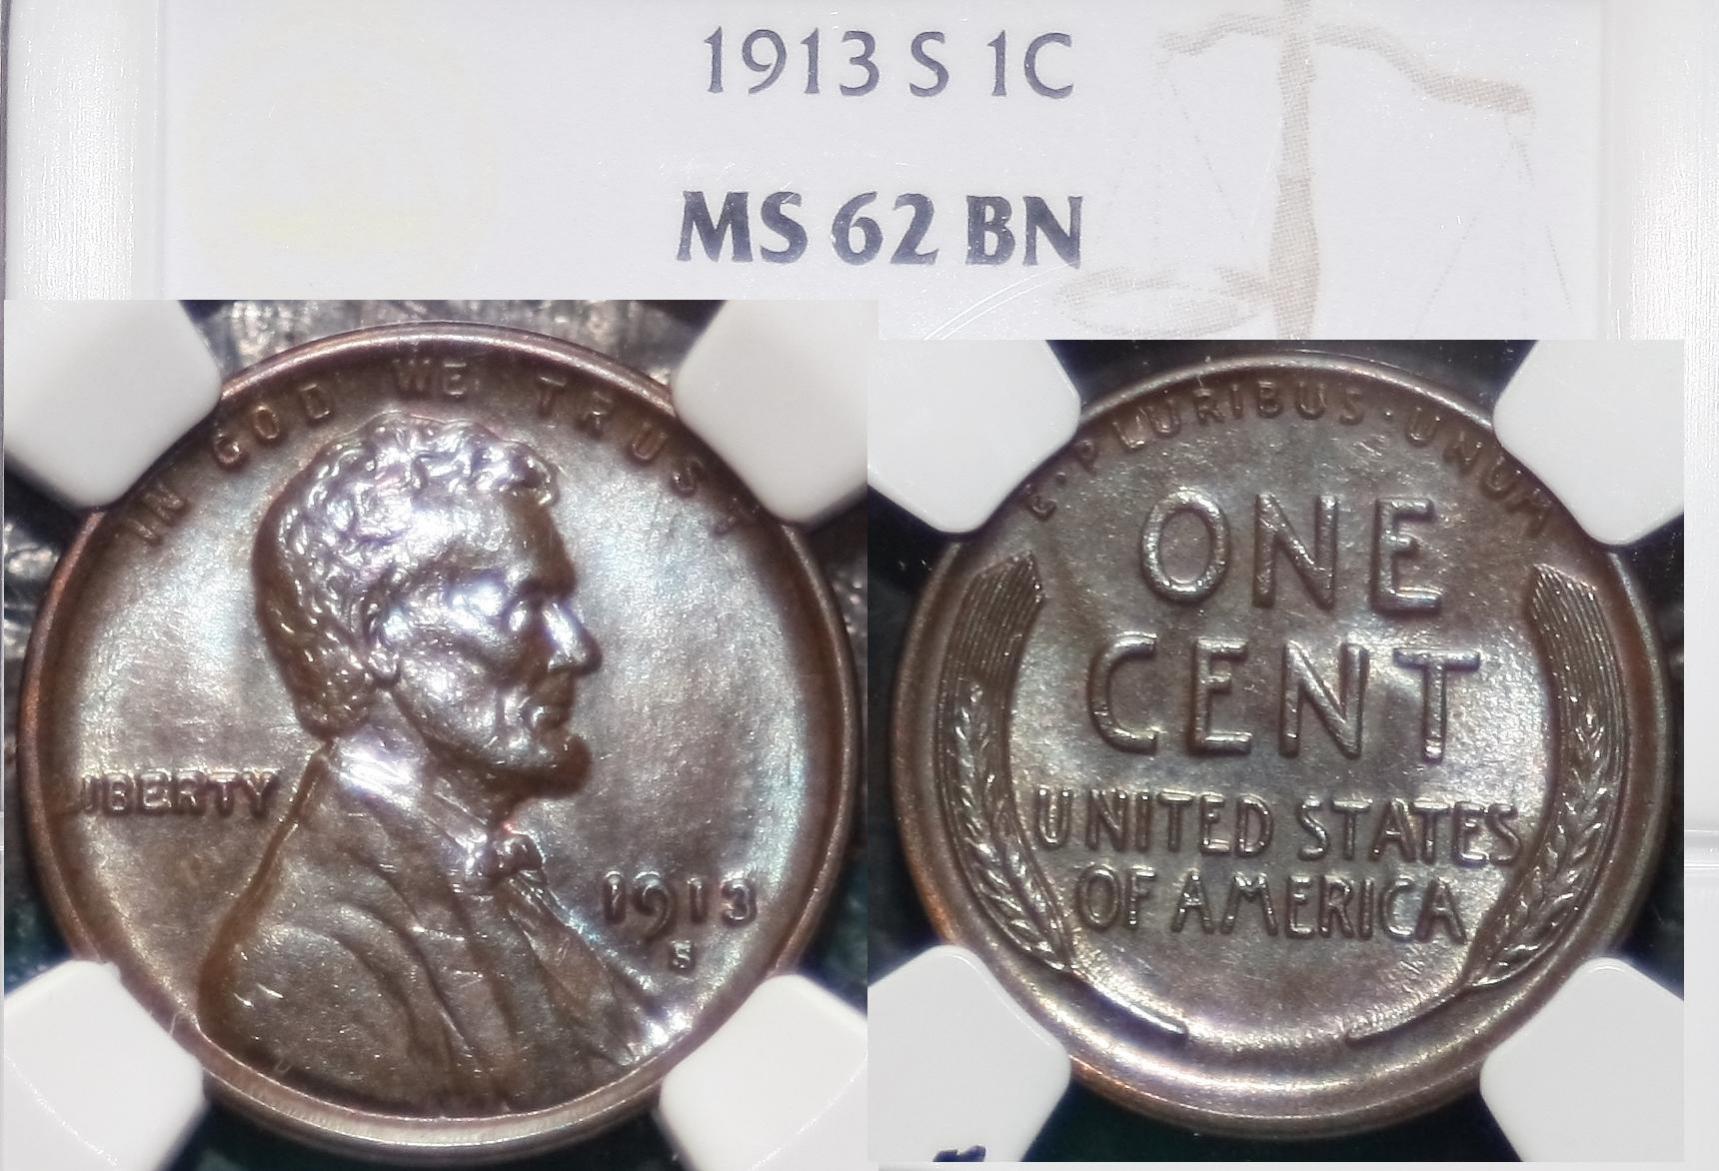 1913 S 1C
MS 62 BN
IN GOD WE TRUST
LIBERTY
1913
S
E·PLURIBUS·UNUM
ONE
CENT
UNITED STATES
OF AMERICA